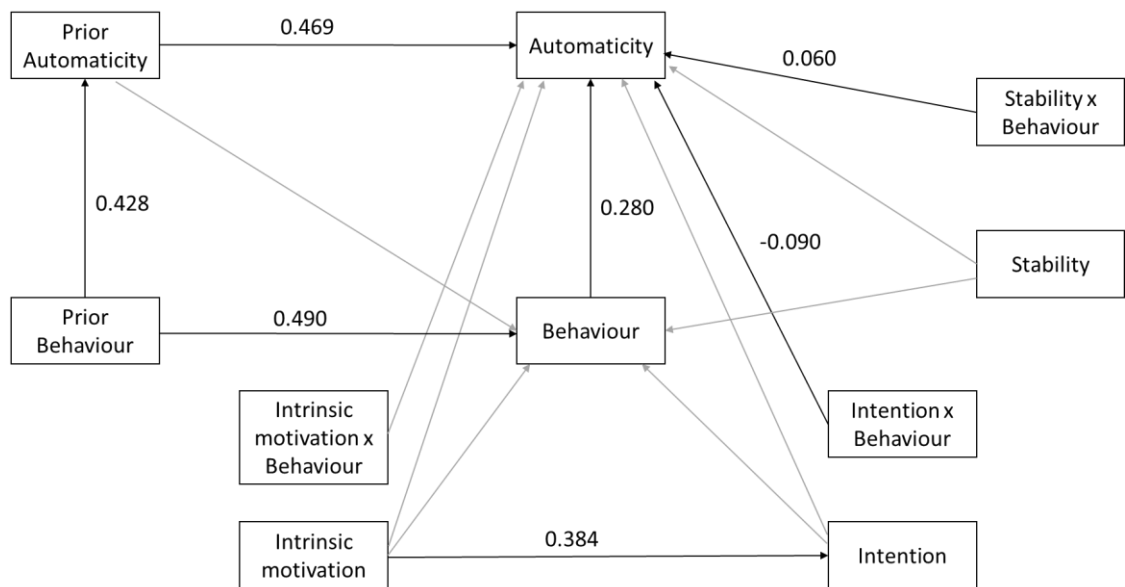 Prior
Automaticity
0.469
Automaticity
0.060
Stability x
Behaviour
0.428
0.280
-0.090
Stability
Prior
Behaviour
0.490
Behaviour
Intrinsic
motivation x
Behaviour
Intention x
Behaviour
Intrinsic
motivation
0.384
Intention